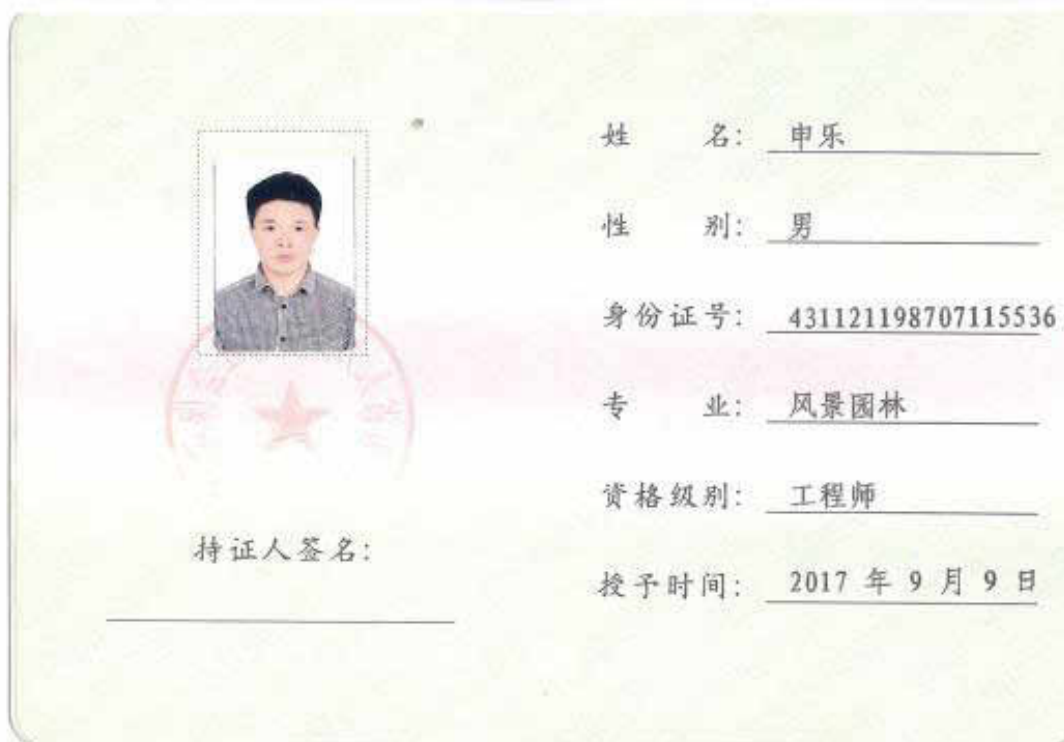 姓 名: 申乐
性 别: 男
身份证号: 431121198707115536
专 业: 风景园林
资格级别: 工程师
授予时间: 2017 年 9 月 9 日
持证人签名: